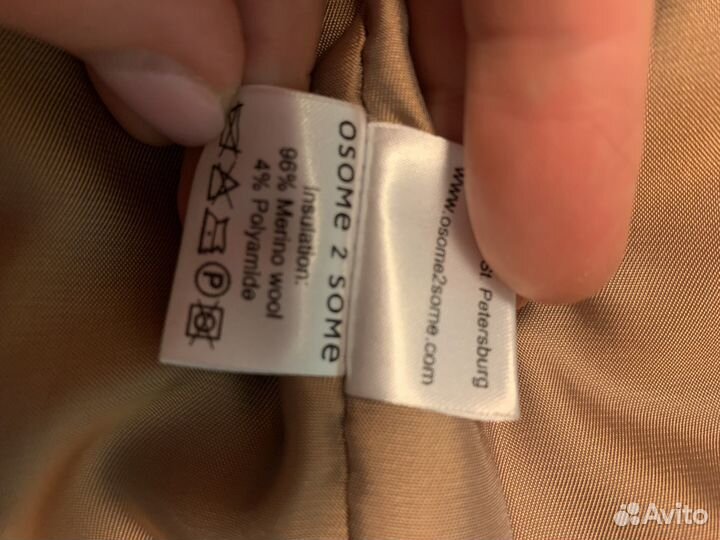 OSOME 2 SOME
Insulation:
96% Merino wool
4% Polyamide
P
St. Petersburg
www.osome2some.com
Avito